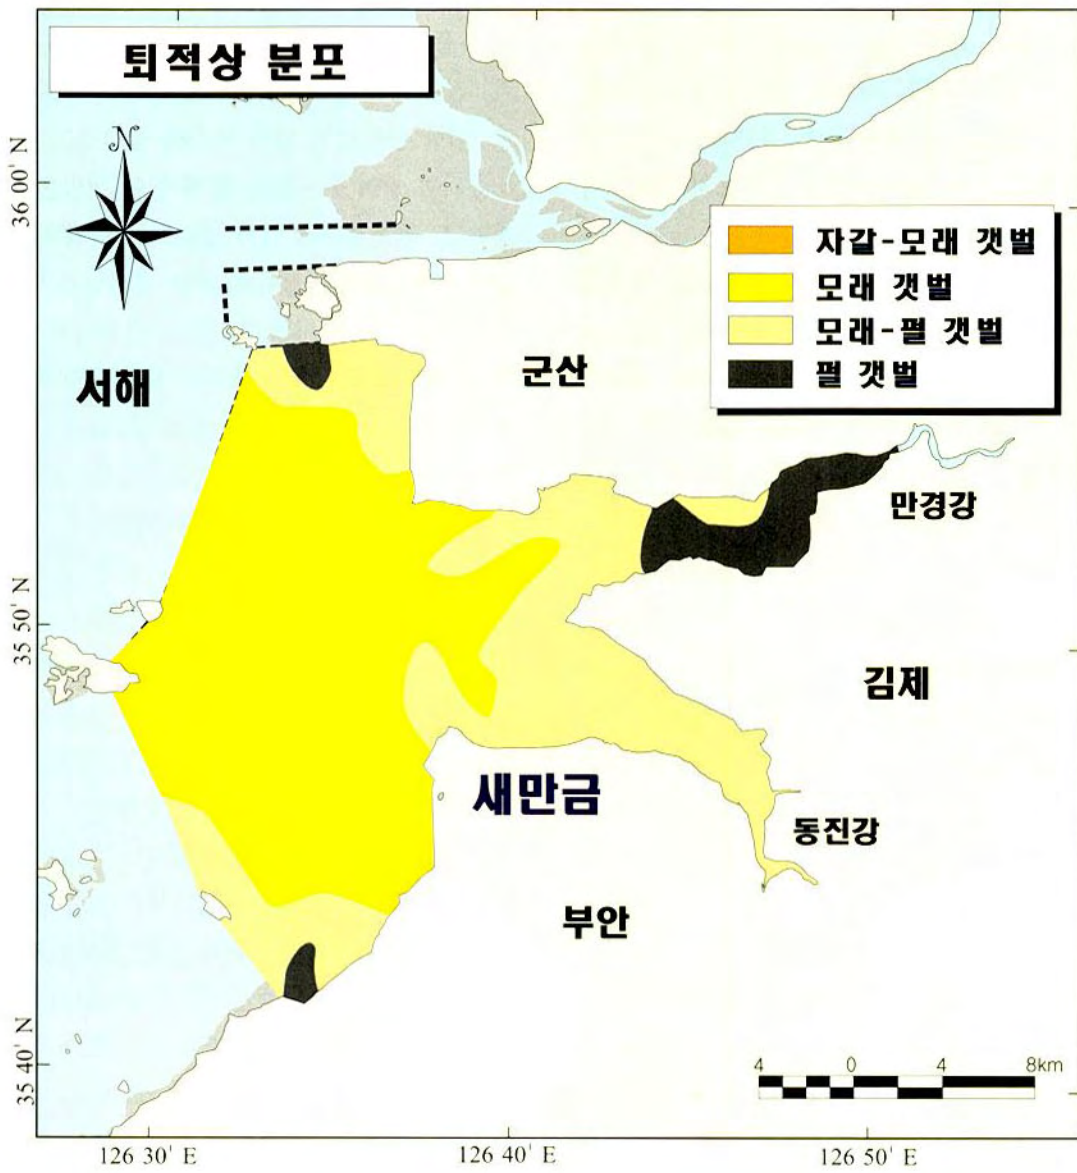 퇴적상 분포
N
36 00' N
자갈-모래 갯벌
모래 갯벌
모래-펄 갯벌
펄 갯벌
서해
군산
만경강
35 50' N
김제
새만금
동진강
부안
35 40' N
4 0 4 8km
126 30' E 126 40' E 126 50' E